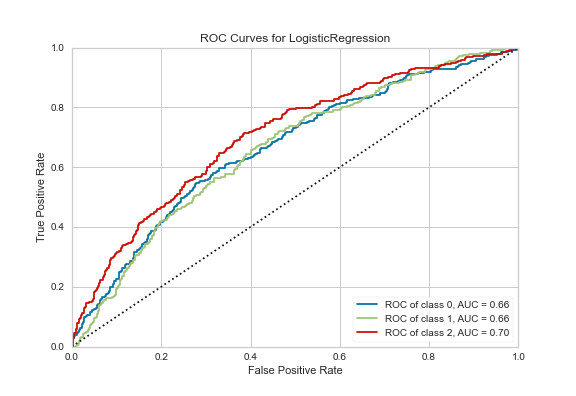 ROC Curves for LogisticRegression
1.0
0.8
0.6
0.4
0.2
0.0
True Positive Rate
0.0 0.2 0.4 0.6 0.8 1.0
False Positive Rate
ROC of class 0, AUC = 0.66
ROC of class 1, AUC = 0.66
ROC of class 2, AUC = 0.70